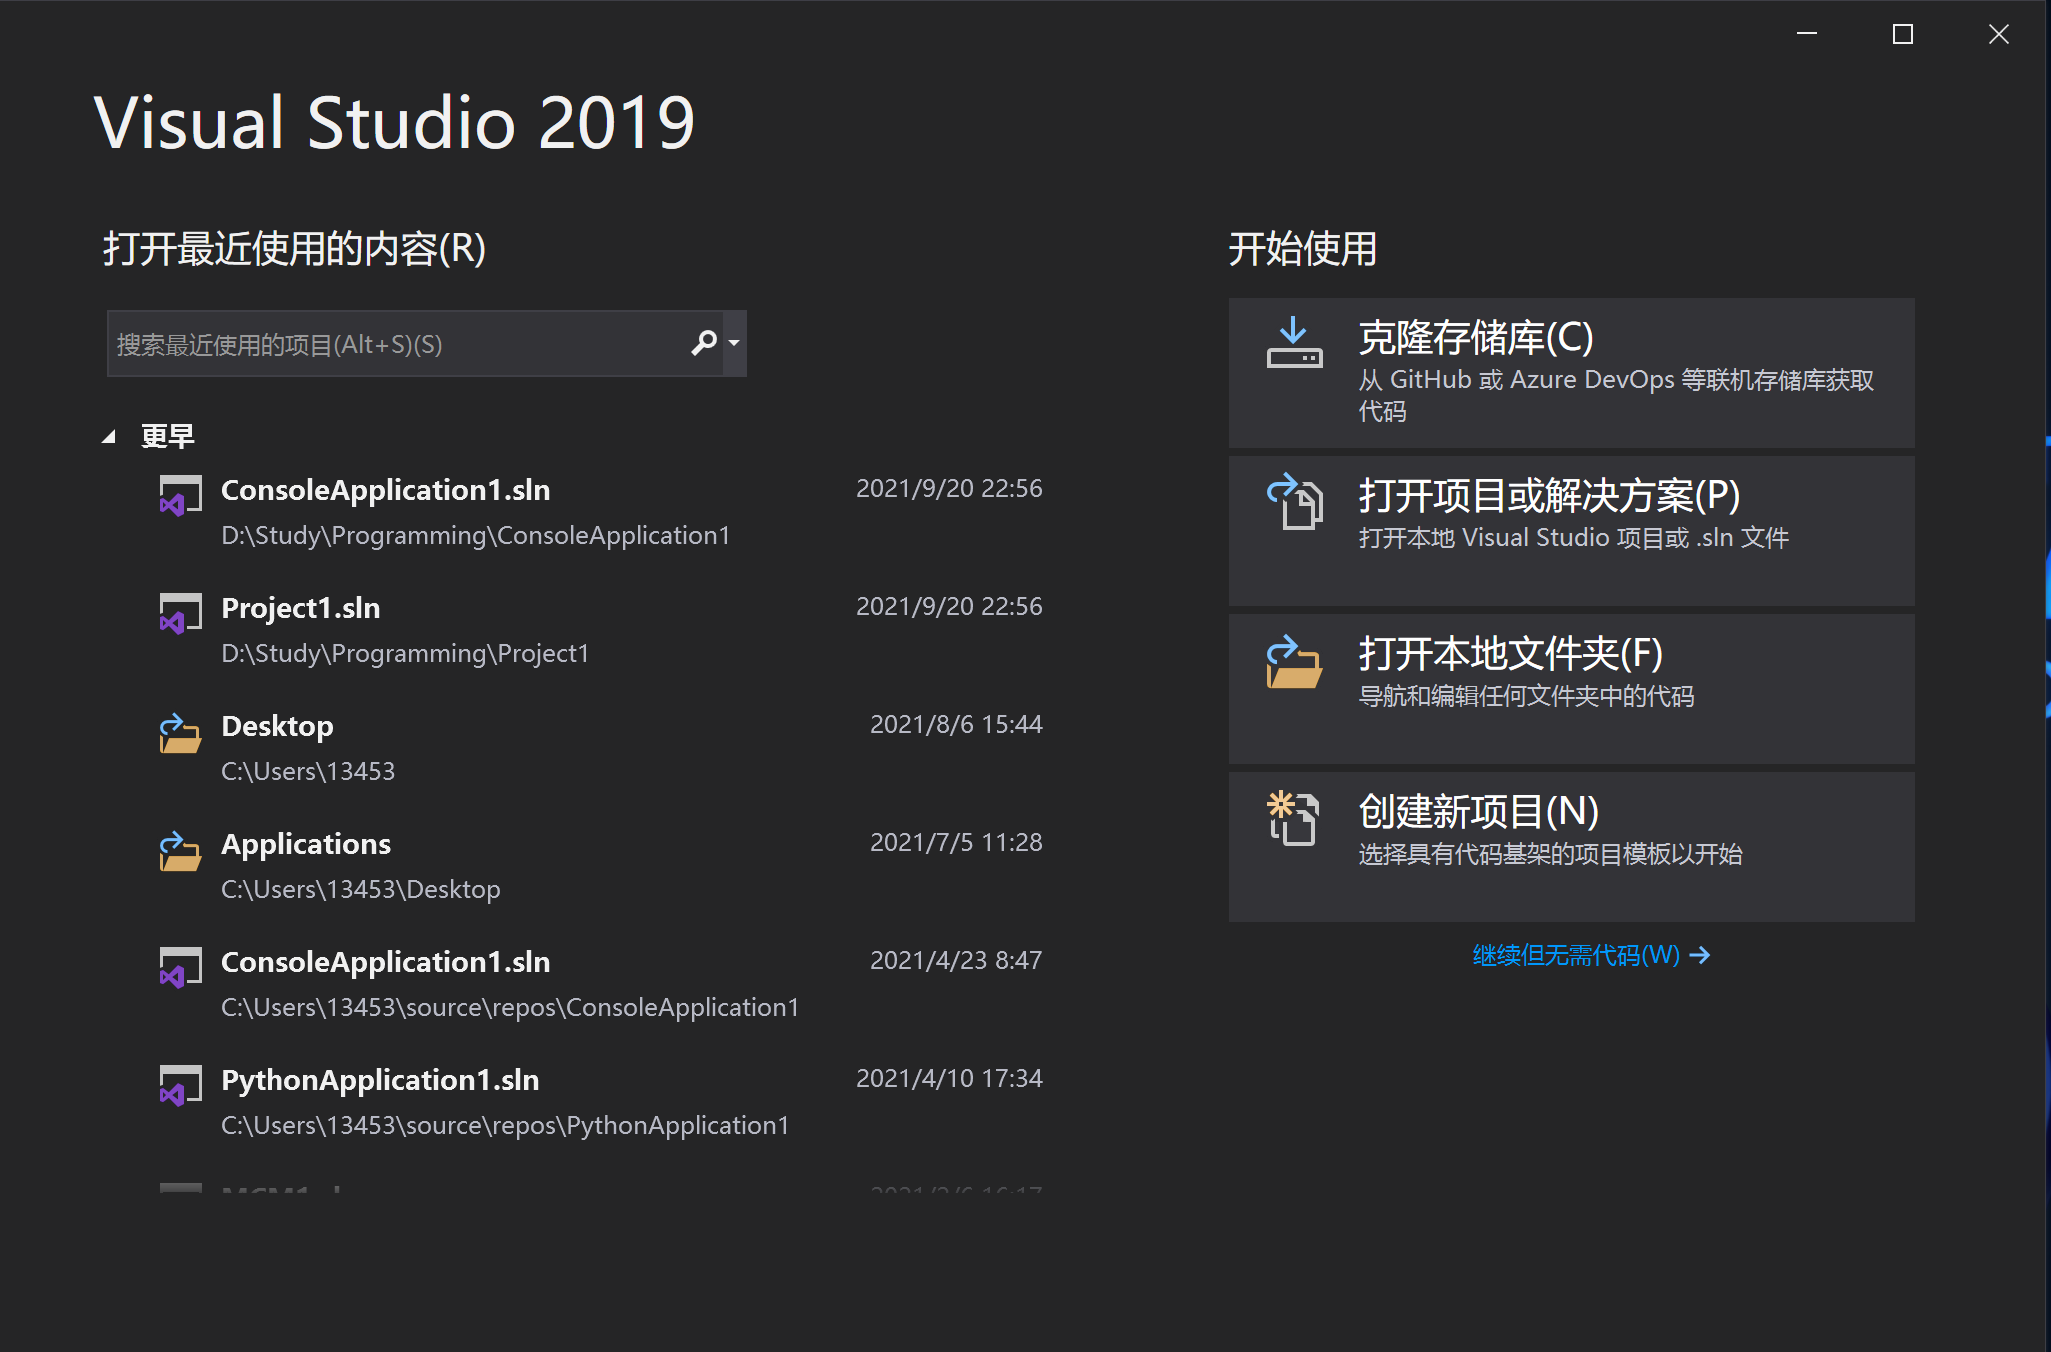 Visual Studio 2019
打开最近使用的内容(R)
搜索最近使用的项目(Alt+S)(S)
更早
ConsoleApplication1.sln
2021/9/20 22:56
D:\Study\Programming\ConsoleApplication1
Project1.sln
2021/9/20 22:56
D:\Study\Programming\Project1
Desktop
2021/8/6 15:44
C:\Users\13453
Applications
2021/7/5 11:28
C:\Users\13453\Desktop
ConsoleApplication1.sln
2021/4/23 8:47
C:\Users\13453\source\repos\ConsoleApplication1
PythonApplication1.sln
2021/4/10 17:34
C:\Users\13453\source\repos\PythonApplication1
开始使用
克隆存储库(C)
从 GitHub 或 Azure DevOps 等联机存储库获取
代码
打开项目或解决方案(P)
打开本地 Visual Studio 项目或 .sln 文件
打开本地文件夹(F)
导航和编辑任何文件夹中的代码
创建新项目(N)
选择具有代码基架的项目模板以开始
继续但无需代码(W) →